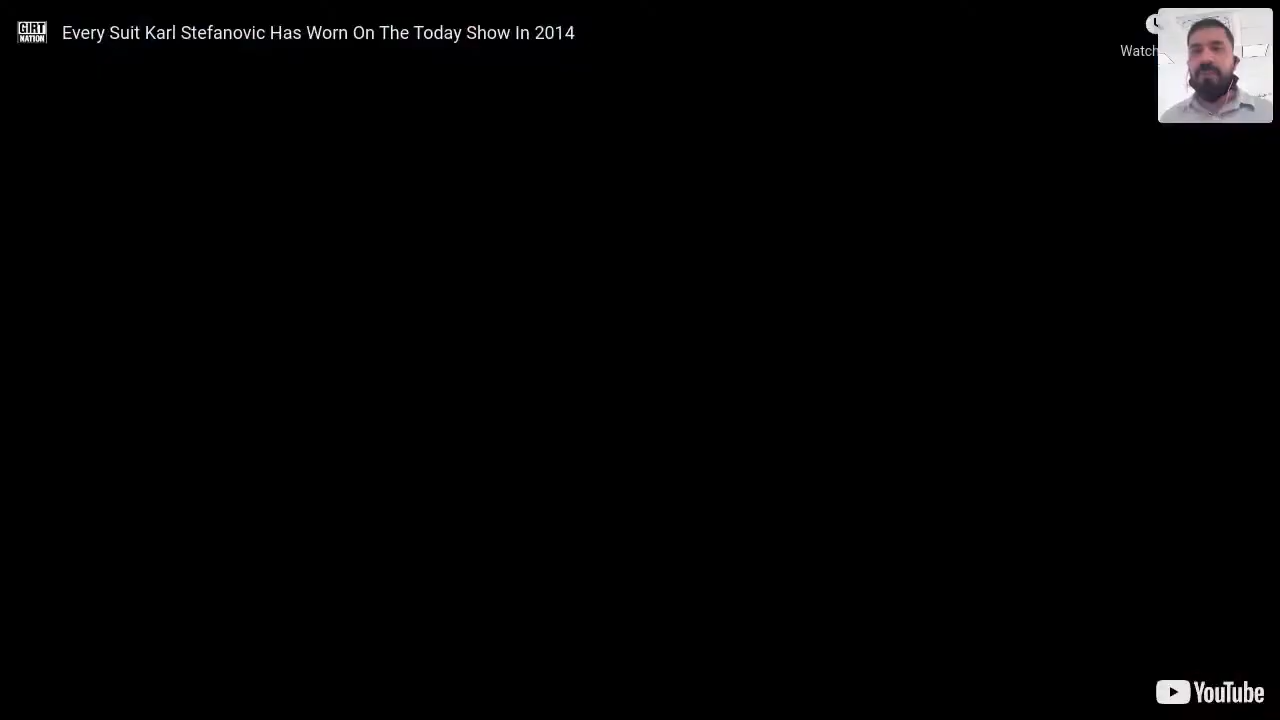 GIRT
NATION
Every Suit Karl Stefanovic Has Worn On The Today Show In 2014
Watch
YouTube